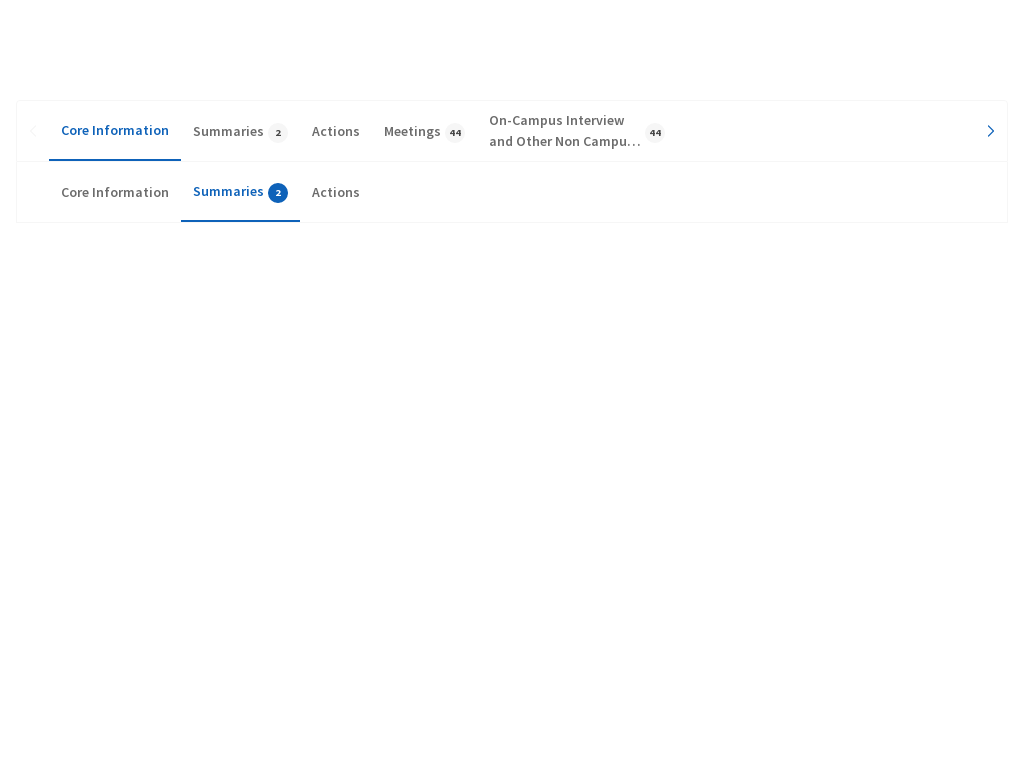 Core Information Summaries 2 Actions Meetings 44 On-Campus Interview
and Other Non Campu… 44
Core Information Summaries 2 Actions